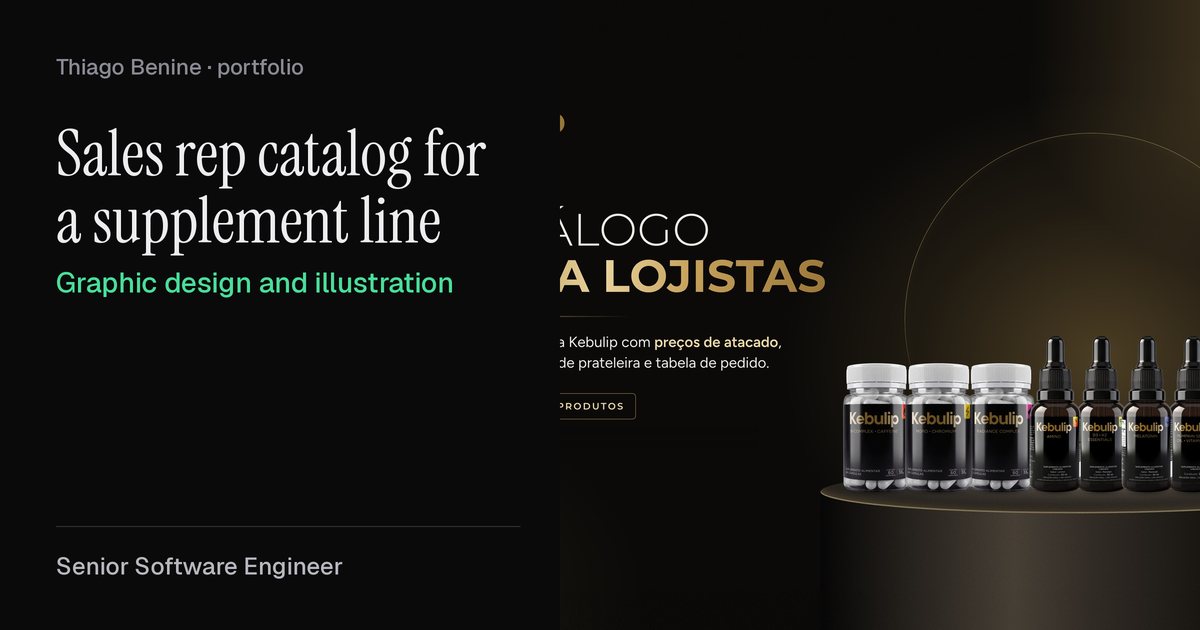 Thiago Benine · portfolio
Sales rep catalog for
a supplement line
Graphic design and illustration
ÁLOGO
A LOJISTAS
a Kebulip com preços de atacado,
de prateleira e tabela de pedido.
PRODUTOS
Kebulip Kebulip Kebulip Kebulip Kebulip Kebulip
Senior Software Engineer